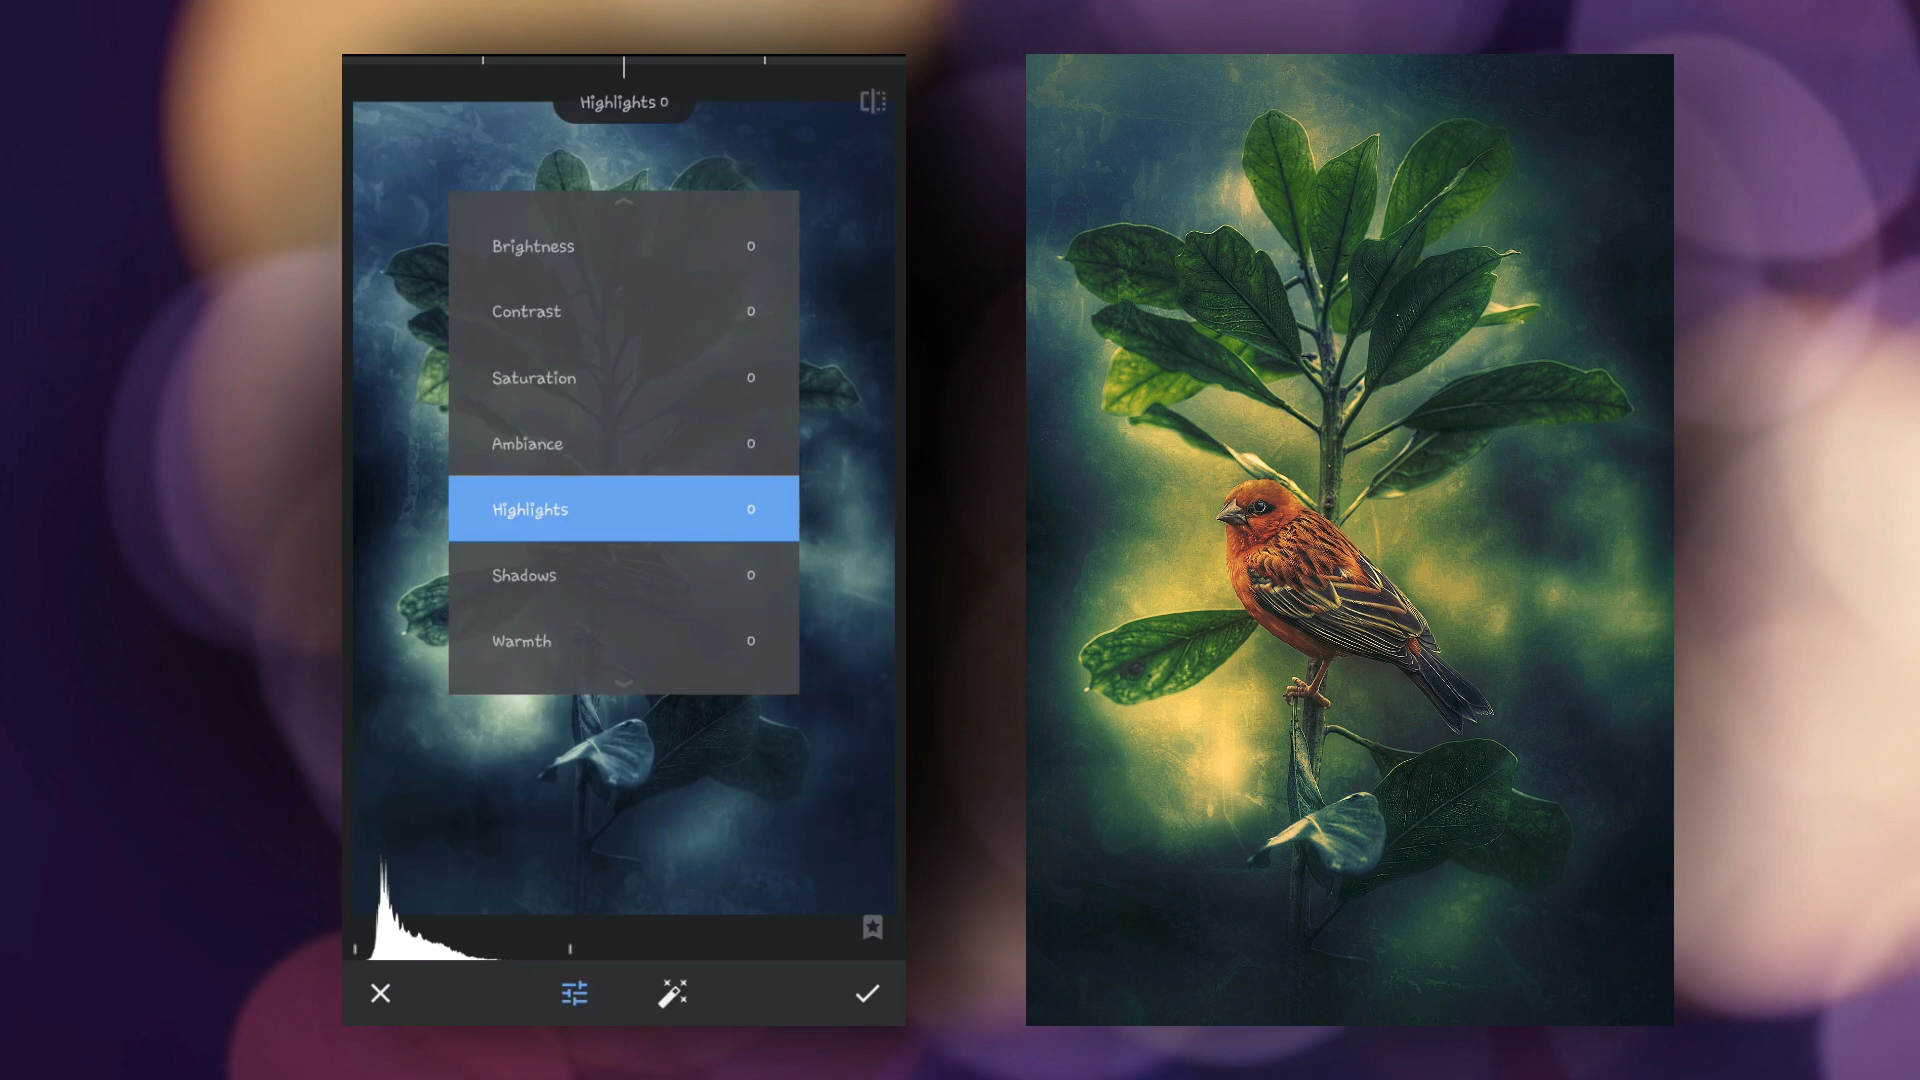 Highlights 0
Brightness 0
Contrast 0
Saturation 0
Ambiance 0
Highlights 0
Shadows 0
Warmth 0